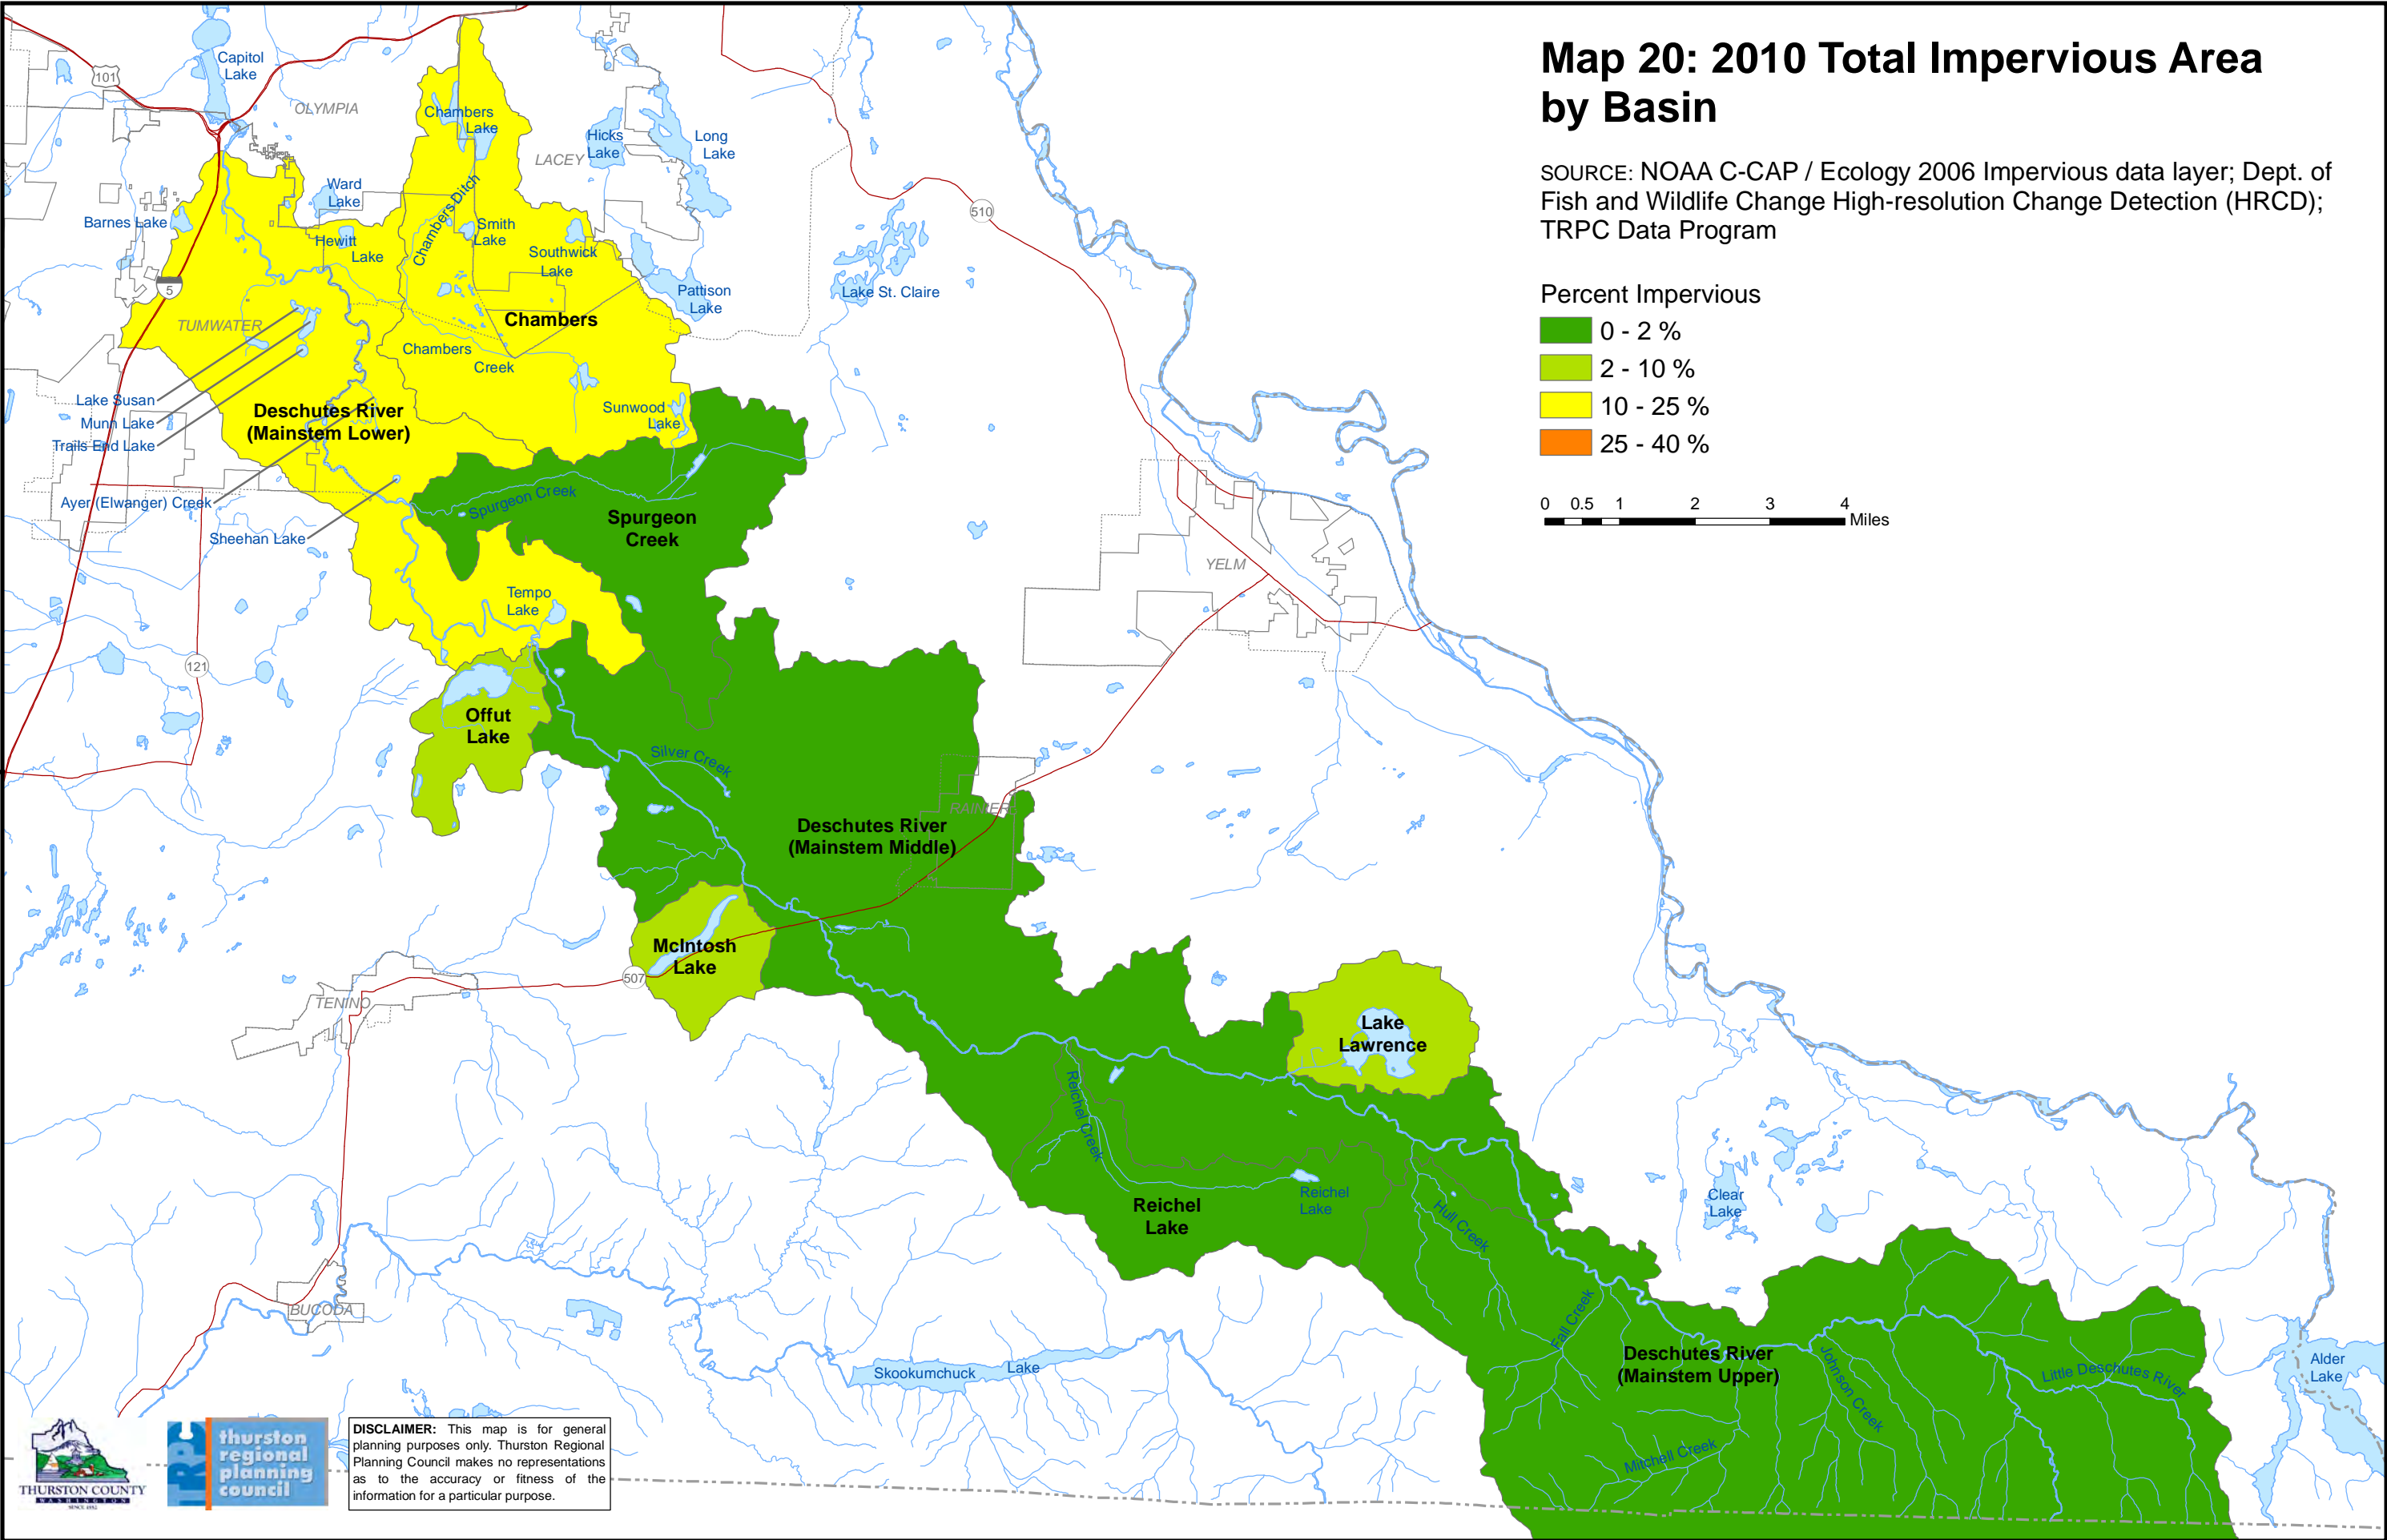 Map 20: 2010 Total Impervious Area
by Basin
SOURCE: NOAA C-CAP / Ecology 2006 Impervious data layer; Dept. of
Fish and Wildlife Change High-resolution Change Detection (HRCD);
TRPC Data Program
Percent Impervious
0 - 2 %
2 - 10 %
10 - 25 %
25 - 40 %
0 0.5 1 2 3 4
Miles
101
Capitol
Lake
OLYMPIA
Chambers
Lake
Hicks
Lake
Long
Lake
LACEY
Ward
Lake
Barnes Lake
Chambers Ditch
Smith
Lake
Hewitt
Lake
Southwick
Lake
510
5
Pattison
Lake
Lake St. Claire
TUMWATER
Chambers
Chambers
Creek
Lake Susan
Munn Lake
Trails End Lake
Deschutes River
(Mainstem Lower)
Sunwood
Lake
Ayer (Elwanger) Creek
Spurgeon Creek
Spurgeon
Creek
Sheehan Lake
YELM
Tempo
Lake
121
Offut
Lake
Silver Creek
RAINIER
Deschutes River
(Mainstem Middle)
McIntosh
Lake
507
TENINO
Lake
Lawrence
Reichel Creek
Reichel
Lake
Reichel
Lake
Clear
Lake
Hull Creek
BUCODA
Fall Creek
Deschutes River
(Mainstem Upper)
Johnson Creek
Little Deschutes River
Alder
Lake
Skookumchuck
Lake
Mitchell Creek
THURSTON COUNTY
WASHINGTON
SINCE 1852
TRPC
thurston
regional
planning
council
DISCLAIMER: This map is for general
planning purposes only. Thurston Regional
Planning Council makes no representations
as to the accuracy or fitness of the
information for a particular purpose.